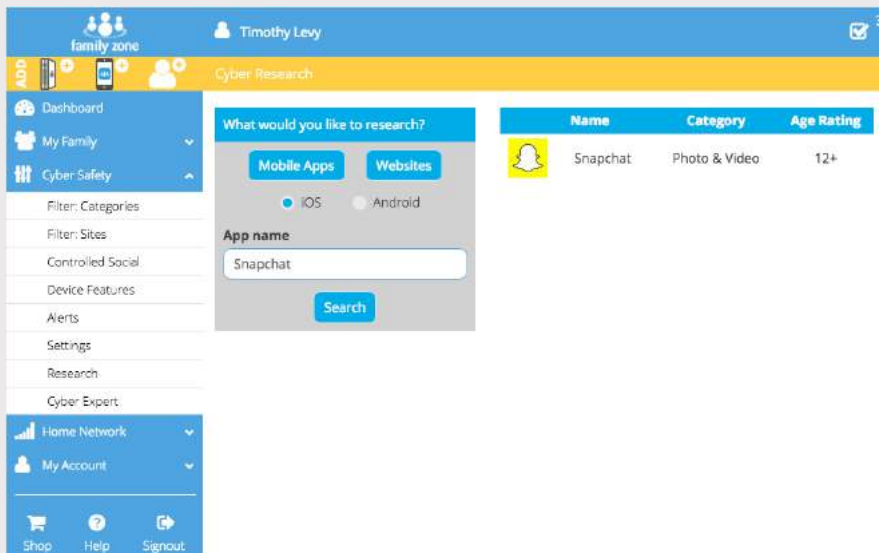 family zone
Timothy Levy
ADD
Cyber Research
Dashboard
My Family
Cyber Safety
Filter: Categories
Filter: Sites
Controlled Social
Device Features
Alerts
Settings
Research
Cyber Expert
Home Network
My Account
Shop Help Signout
What would you like to research?
Mobile Apps Websites
iOS Android
App name
Snapchat
Search
Name Category Age Rating
Snapchat Photo & Video 12+